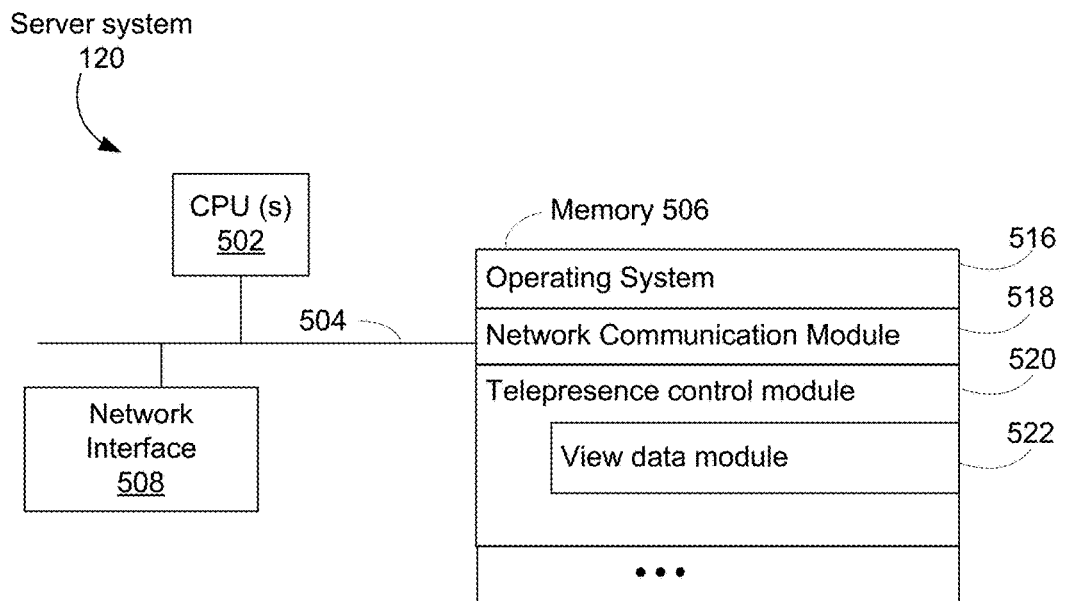 Server system
120
CPU (s)
502
Memory 506
516
Operating System
518
504
Network Communication Module
520
Telepresence control module
522
View data module
Network
Interface
508
•••